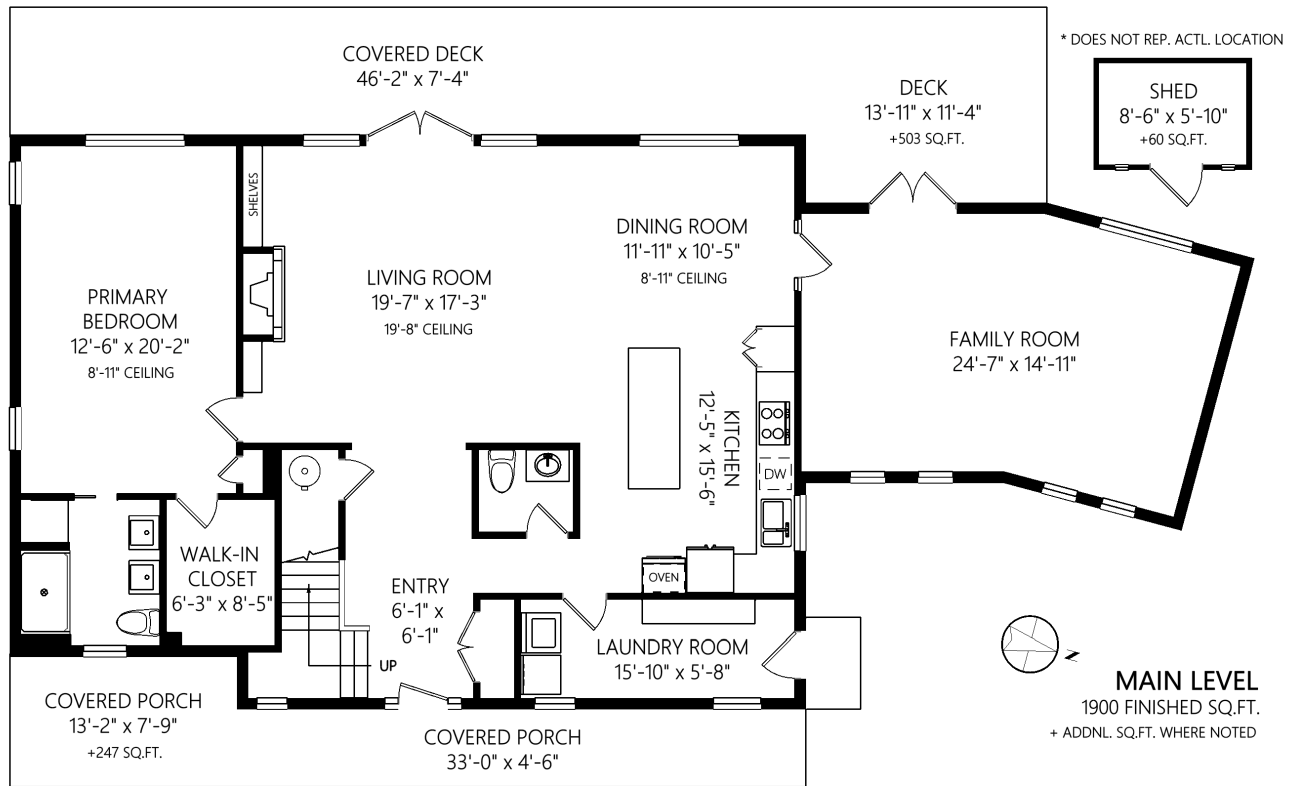 COVERED DECK
46'-2" x 7'-4"
* DOES NOT REP. ACTL. LOCATION
DECK
13'-11" x 11'-4"
+503 SQ.FT.
SHED
8'-6" x 5'-10"
+60 SQ.FT.
SHELVES
DINING ROOM
11'-11" x 10'-5"
8'-11" CEILING
LIVING ROOM
19'-7" x 17'-3"
19'-8" CEILING
PRIMARY
BEDROOM
12'-6" x 20'-2"
8'-11" CEILING
FAMILY ROOM
24'-7" x 14'-11"
KITCHEN
12'-5" x 15'-6"
DW
OVEN
WALK-IN
CLOSET
6'-3" x 8'-5"
ENTRY
6'-1" x
6'-1"
UP
LAUNDRY ROOM
15'-10" x 5'-8"
N
COVERED PORCH
13'-2" x 7'-9"
+247 SQ.FT.
COVERED PORCH
33'-0" x 4'-6"
MAIN LEVEL
1900 FINISHED SQ.FT.
+ ADDNL. SQ.FT. WHERE NOTED